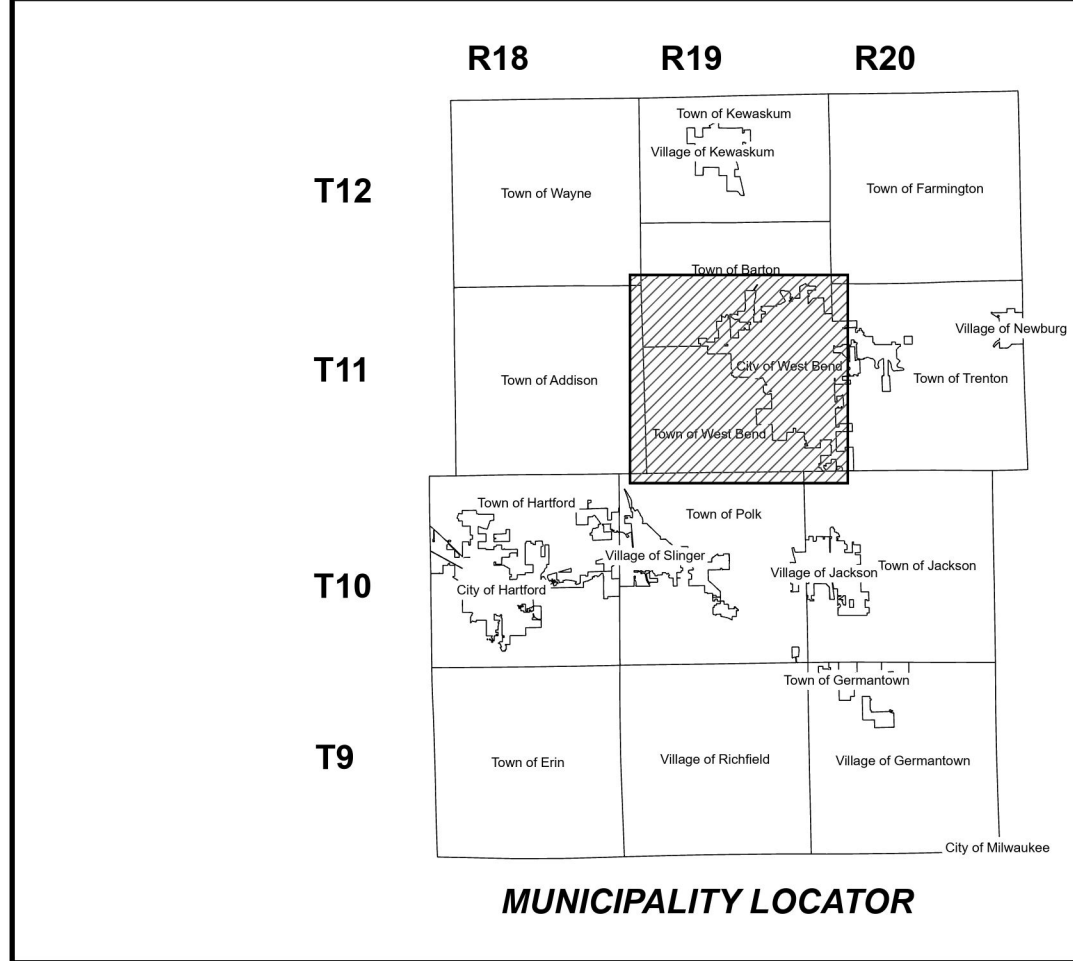 R18 R19 R20
Town of Kewaskum
Village of Kewaskum
T12
Town of Wayne
Town of Farmington
Town of Barton
Village of Newburg
T11
City of West Bend
Town of Addison
Town of Trenton
Town of West Bend
Town of Hartford
Town of Polk
Village of Slinger
T10
Village of Jackson
Town of Jackson
City of Hartford
Town of Germantown
T9
Town of Erin
Village of Richfield
Village of Germantown
City of Milwaukee
MUNICIPALITY LOCATOR